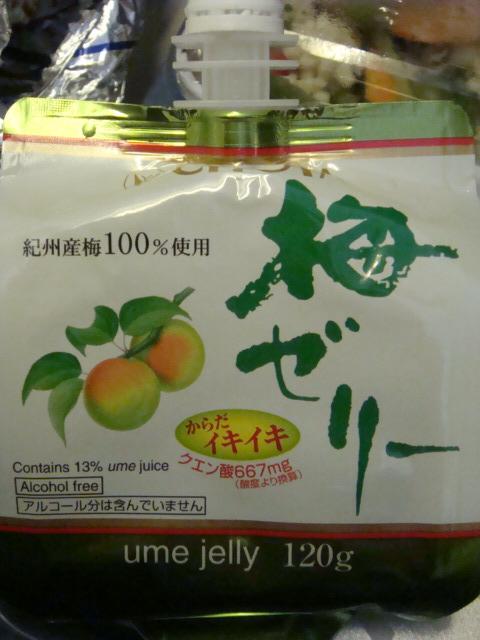 紀州産梅100%使用
梅ゼリー
からだ
イキイキ
クエン酸667mg
(酸度より換算)
Contains 13% ume juice
Alcohol free
アルコール分は含んでいません
ume jelly 120g